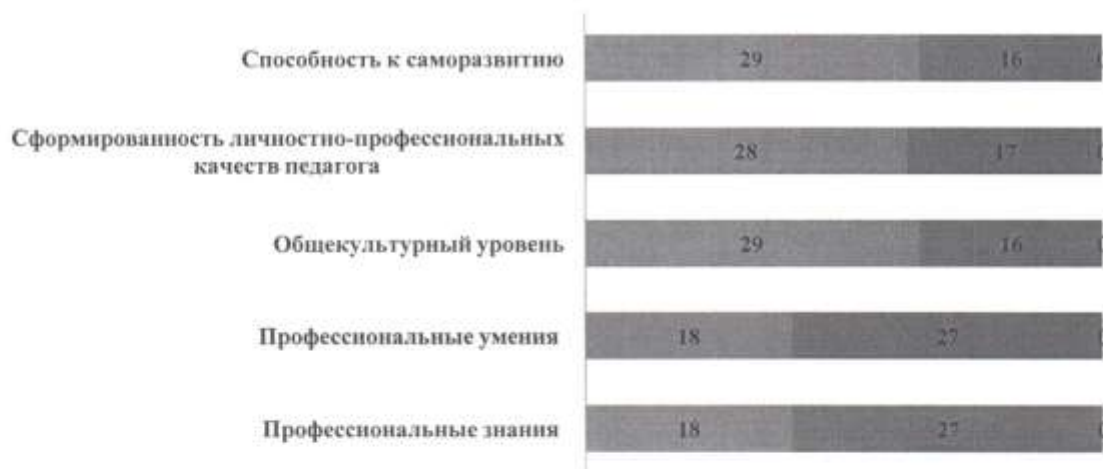 Способность к саморазвитию 29 16
Сформированность личностно-профессиональных
качеств педагога 28 17
Общекультурный уровень 29 16
Профессиональные умения 18 27
Профессиональные знания 18 27